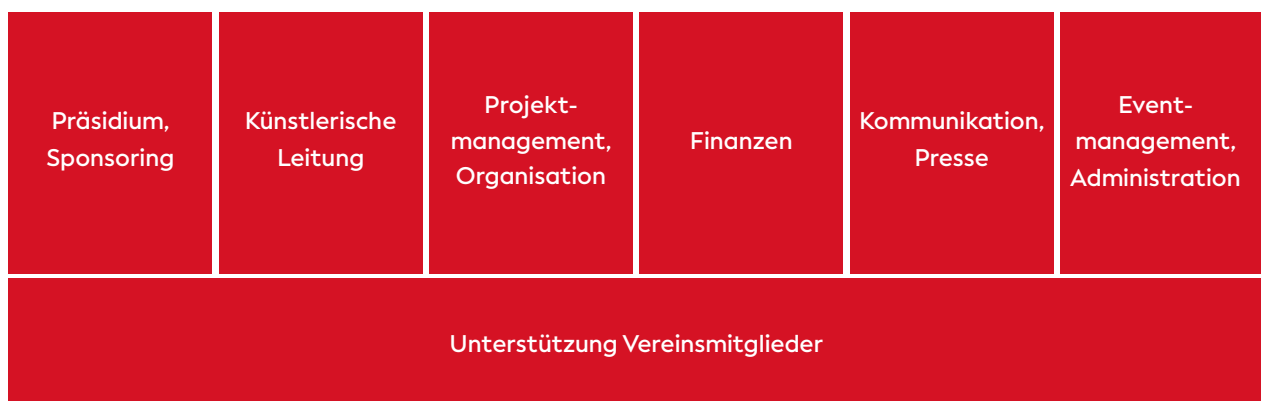 Präsidium,
Sponsoring
Künstlerische
Leitung
Projekt-
management,
Organisation
Finanzen
Kommunikation,
Presse
Event-
management,
Administration
Unterstützung Vereinsmitglieder